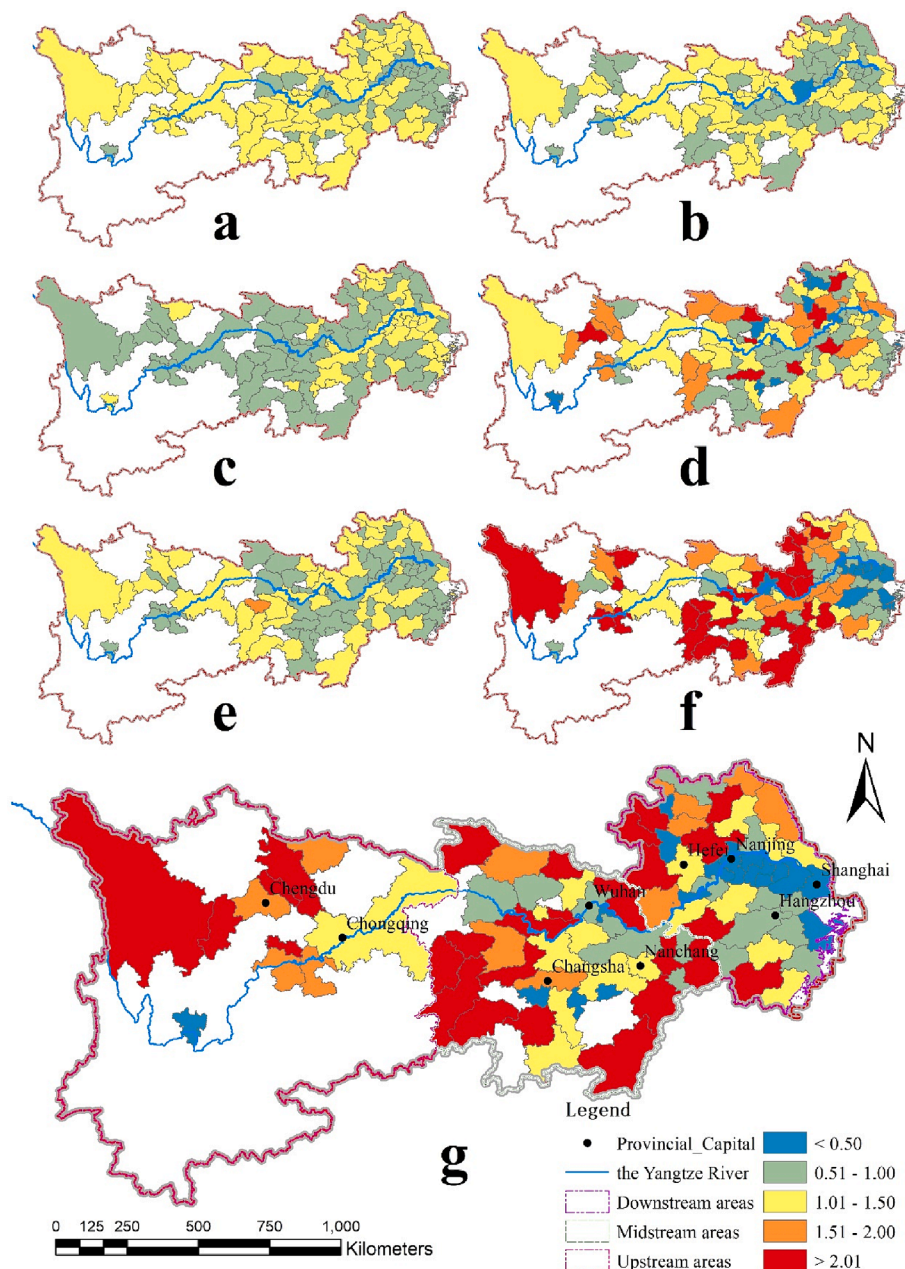 a
b
c
d
e
f
N
Hefei
Nanjing
Shanghai
Chengdu
Wuhan
Hangzhou
Chongqing
Nanchang
Changsha
g
Legend
Provincial_Capital
< 0.50
the Yangtze River
0.51 - 1.00
Downstream areas
1.01 - 1.50
Midstream areas
1.51 - 2.00
Upstream areas
> 2.01
0 125 250 500 750 1,000
Kilometers